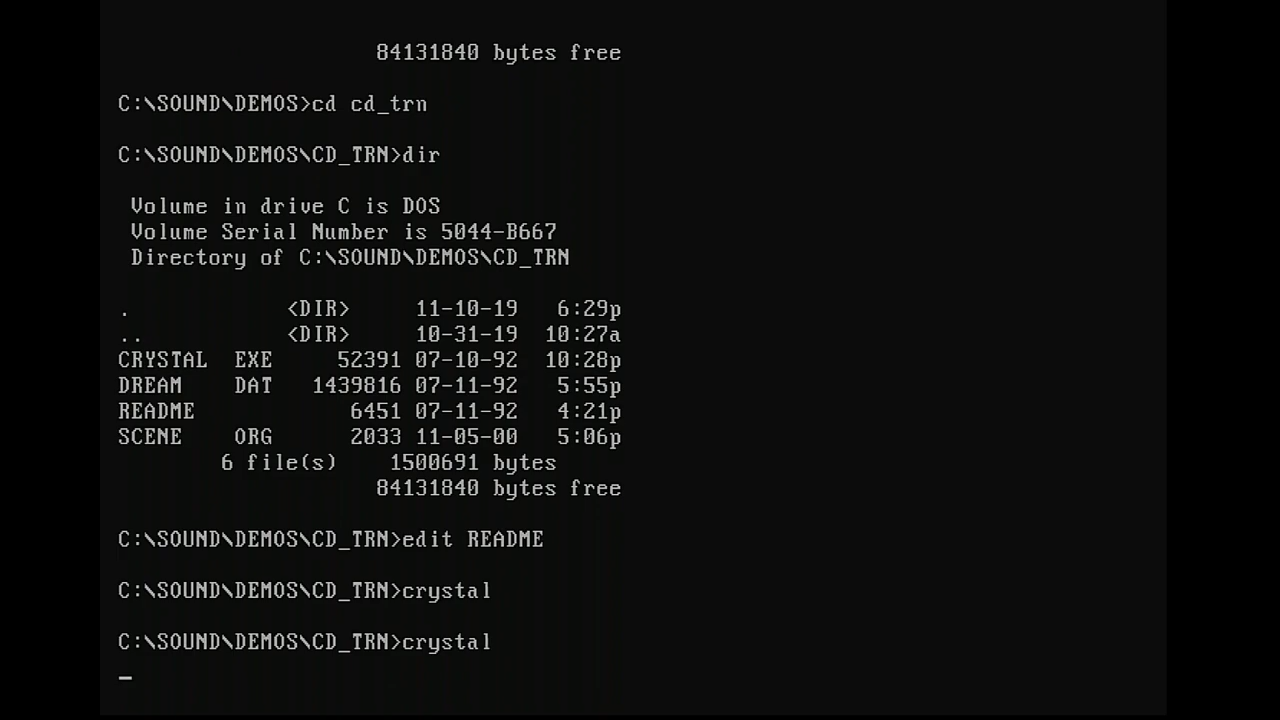 84131840 bytes free
C:\SOUND\DEMOS>cd cd_trn
C:\SOUND\DEMOS\CD_TRN>dir
Volume in drive C is DOS
Volume Serial Number is 5044-B667
Directory of C:\SOUND\DEMOS\CD_TRN
. <DIR> 11-10-19 6:29p
.. <DIR> 10-31-19 10:27a
CRYSTAL EXE 52391 07-10-92 10:28p
DREAM DAT 1439816 07-11-92 5:55p
README 6451 07-11-92 4:21p
SCENE ORG 2033 11-05-00 5:06p
6 file(s) 1500691 bytes
84131840 bytes free
C:\SOUND\DEMOS\CD_TRN>edit README
C:\SOUND\DEMOS\CD_TRN>crystal
C:\SOUND\DEMOS\CD_TRN>crystal
_